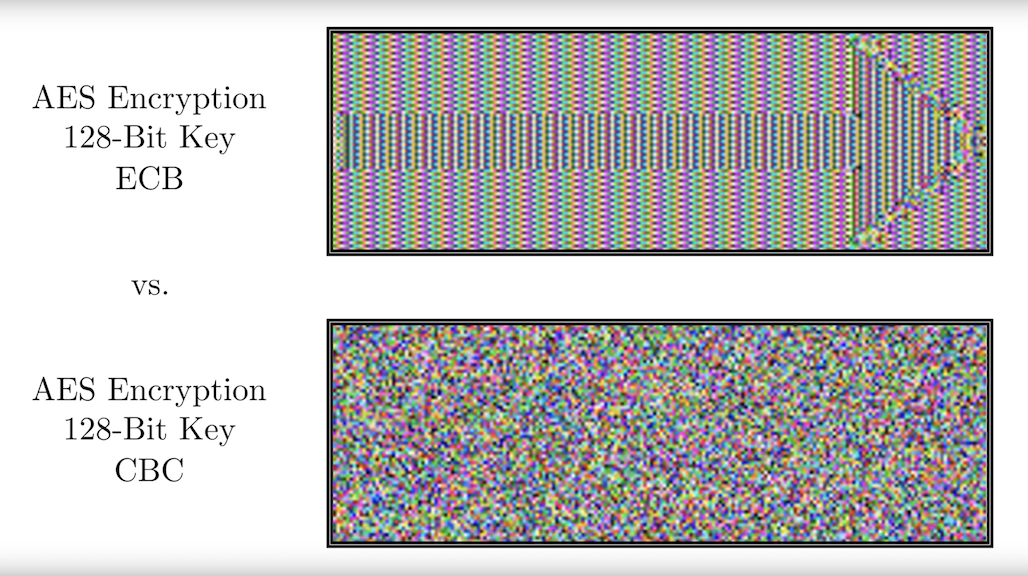 AES Encryption
128-Bit Key
ECB
vs.
AES Encryption
128-Bit Key
CBC